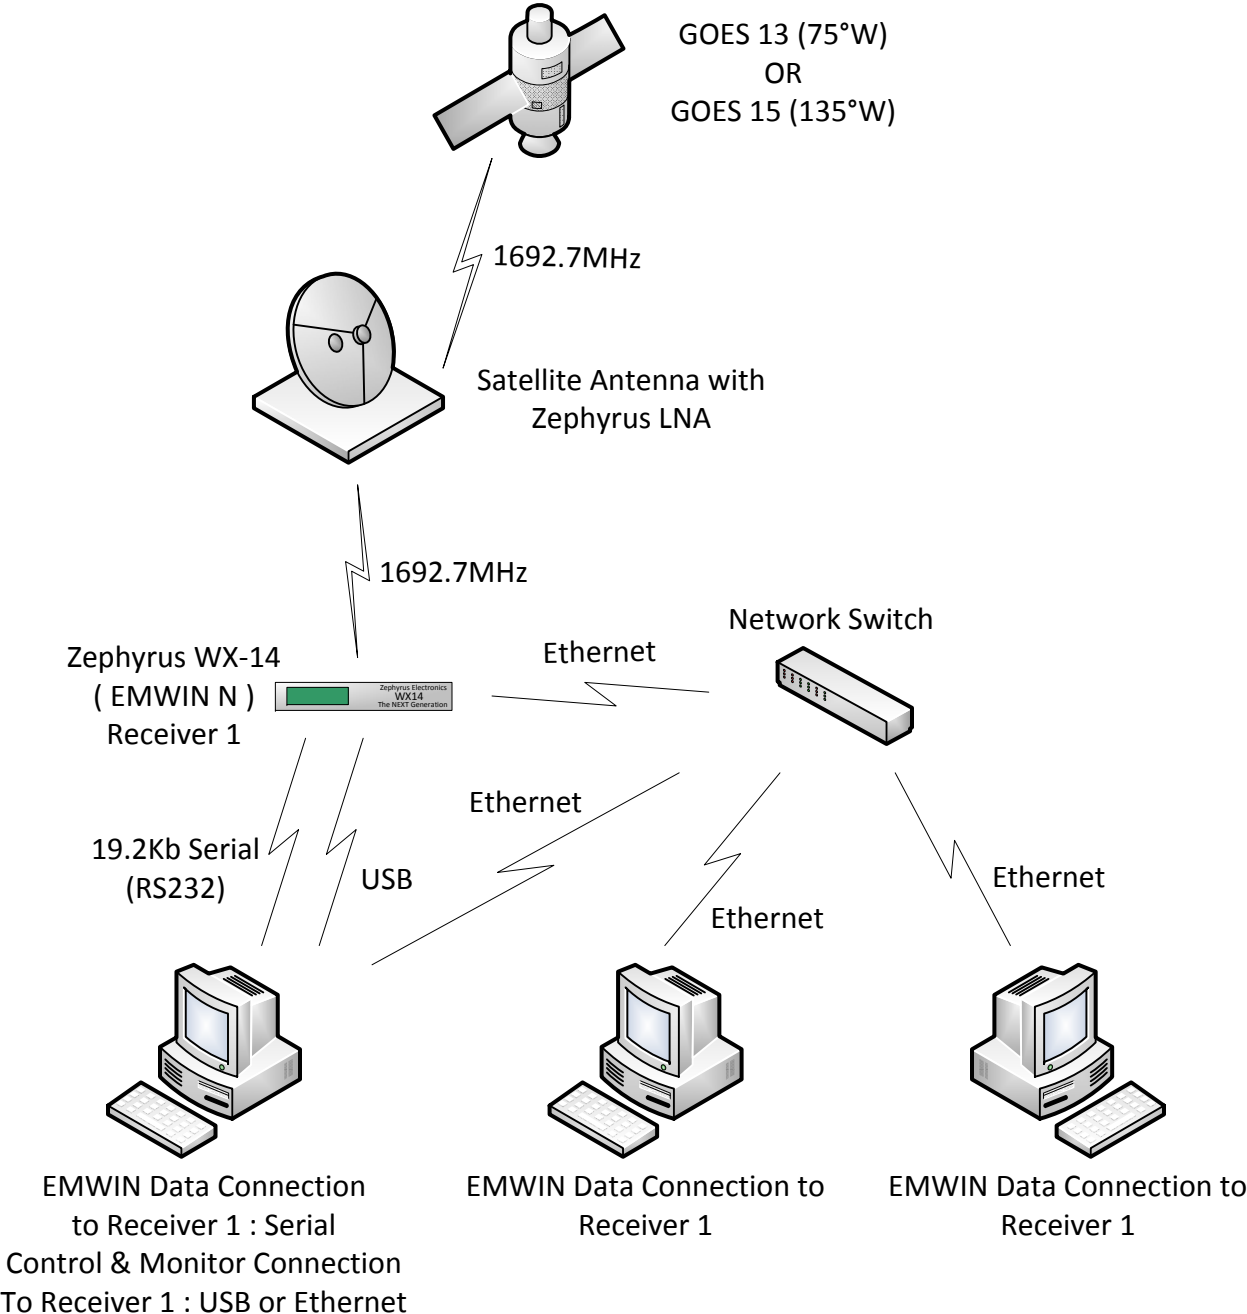 GOES 13 (75°W)
OR
GOES 15 (135°W)
1692.7MHz
Satellite Antenna with
Zephyrus LNA
1692.7MHz
Network Switch
Ethernet
Zephyrus WX-14
( EMWIN N )
Receiver 1
Zephyrus Electronics
WX14
The NEXT Generation
Ethernet
19.2Kb Serial
(RS232)
USB
Ethernet
Ethernet
EMWIN Data Connection
to Receiver 1 : Serial
Control & Monitor Connection
To Receiver 1 : USB or Ethernet
EMWIN Data Connection to
Receiver 1
EMWIN Data Connection to
Receiver 1